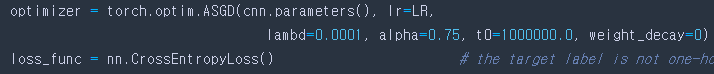 optimizer = torch.optim.ASGD(cnn.parameters(), lr=LR,
lambd=0.0001, alpha=0.75, t0=1000000.0, weight_decay=0)
loss_func = nn.CrossEntropyLoss() # the target label is not one-ho